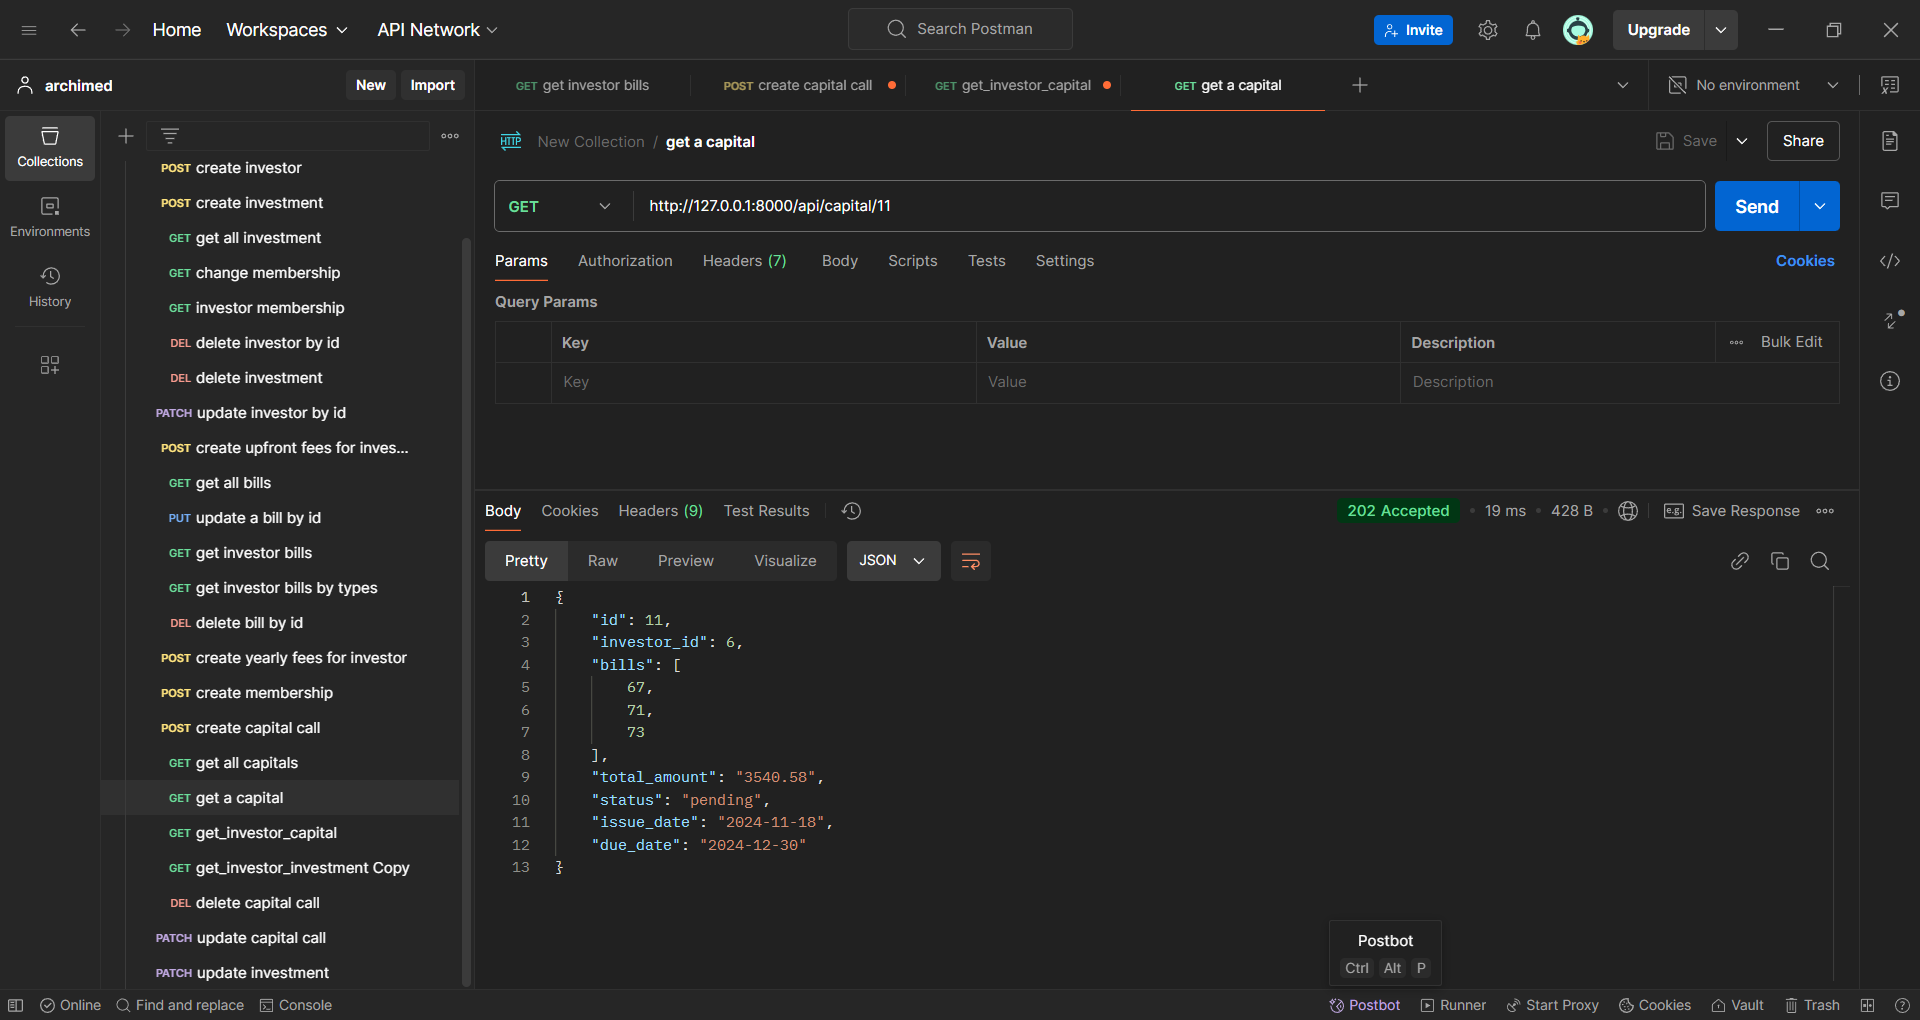 Home Workspaces API Network Search Postman Invite Upgrade
archimed New Import
GET get investor bills POST create capital call GET get_investor_capital GET get a capital No environment
Collections
Environments
History
POST create investor
POST create investment
GET get all investment
GET change membership
GET investor membership
DEL delete investor by id
DEL delete investment
PATCH update investor by id
POST create upfront fees for inves...
GET get all bills
PUT update a bill by id
GET get investor bills
GET get investor bills by types
DEL delete bill by id
POST create yearly fees for investor
POST create membership
POST create capital call
GET get all capitals
GET get a capital
GET get_investor_capital
GET get_investor_investment Copy
DEL delete capital call
PATCH update capital call
PATCH update investment
HTTP New Collection / get a capital Save Share
GET http://127.0.0.1:8000/api/capital/11 Send
Params Authorization Headers (7) Body Scripts Tests Settings Cookies
Query Params
Key Value Description Bulk Edit
Key Value Description
Body Cookies Headers (9) Test Results 202 Accepted • 19 ms • 428 B • e.g. Save Response
Pretty Raw Preview Visualize JSON
1 {
2 "id": 11,
3 "investor_id": 6,
4 "bills": [
5 67,
6 71,
7 73
8 ],
9 "total_amount": "3540.58",
10 "status": "pending",
11 "issue_date": "2024-11-18",
12 "due_date": "2024-12-30"
13 }
Postbot
Ctrl Alt P
Online Find and replace Console Postbot Runner Start Proxy Cookies Vault Trash